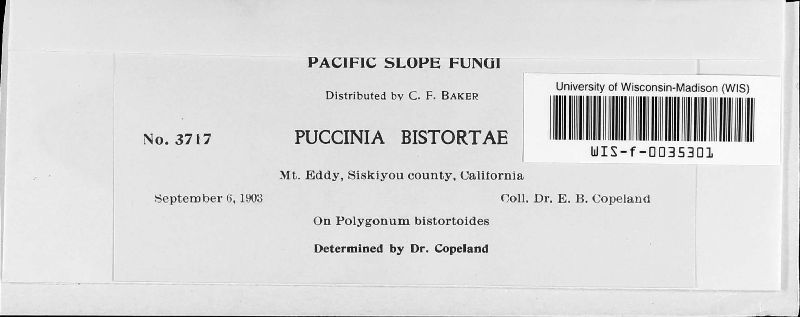 PACIFIC SLOPE FUNGI
Distributed by C. F. BAKER
No. 3717
PUCCINIA BISTORTAE
Mt. Eddy, Siskiyou county, California
September 6, 1903
Coll. Dr. E. B. Copeland
On Polygonum bistortoides
Determined by Dr. Copeland
University of Wisconsin-Madison (WIS)
WIS-f-0035301